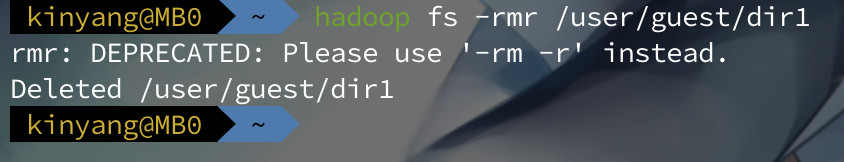 kinyang@MB0 ~ hadoop fs -rmr /user/guest/dir1
rmr: DEPRECATED: Please use '-rm -r' instead.
Deleted /user/guest/dir1
kinyang@MB0 ~